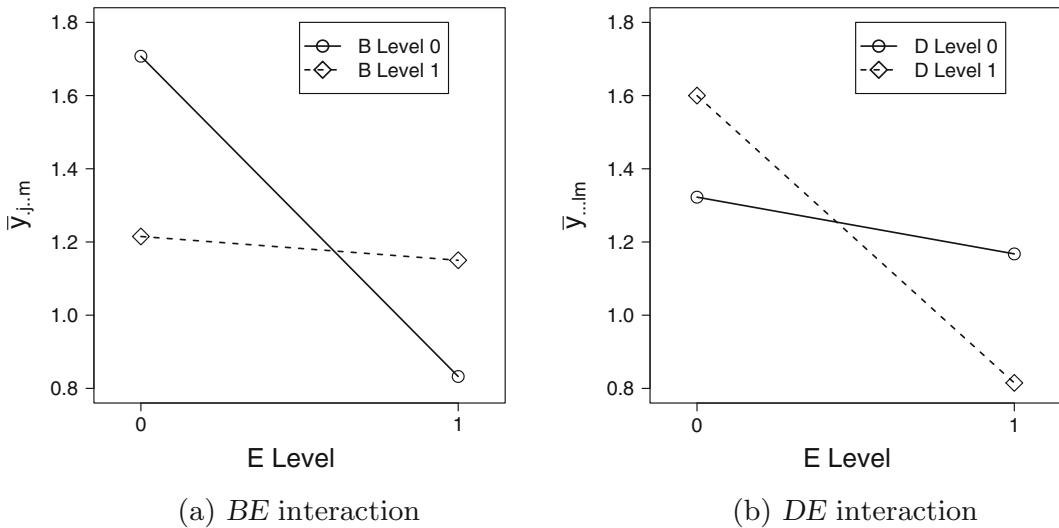 1.8
1.6
1.4
1.2
1.0
0.8
y̅.j..m
B Level 0
B Level 1
0 1
E Level
(a) BE interaction
1.8
1.6
1.4
1.2
1.0
0.8
y̅...lm
D Level 0
D Level 1
0 1
E Level
(b) DE interaction